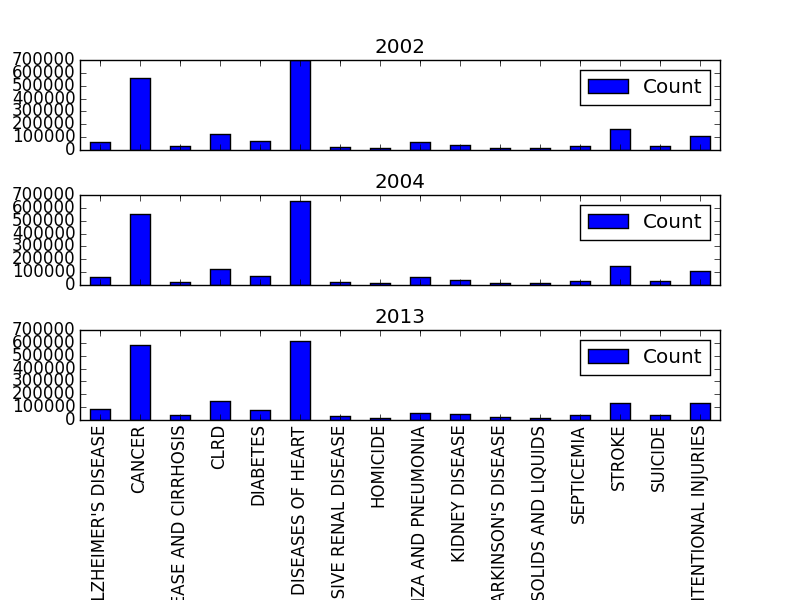 2002
700000
600000
500000
400000
300000
200000
100000
0
Count
2004
700000
600000
500000
400000
300000
200000
100000
0
Count
2013
700000
600000
500000
400000
300000
200000
100000
0
Count
LZHEIMER'S DISEASE
CANCER
EASE AND CIRRHOSIS
CLRD
DIABETES
DISEASES OF HEART
SIVE RENAL DISEASE
HOMICIDE
ZA AND PNEUMONIA
KIDNEY DISEASE
ARKINSON'S DISEASE
SOLIDS AND LIQUIDS
SEPTICEMIA
STROKE
SUICIDE
TENTIONAL INJURIES